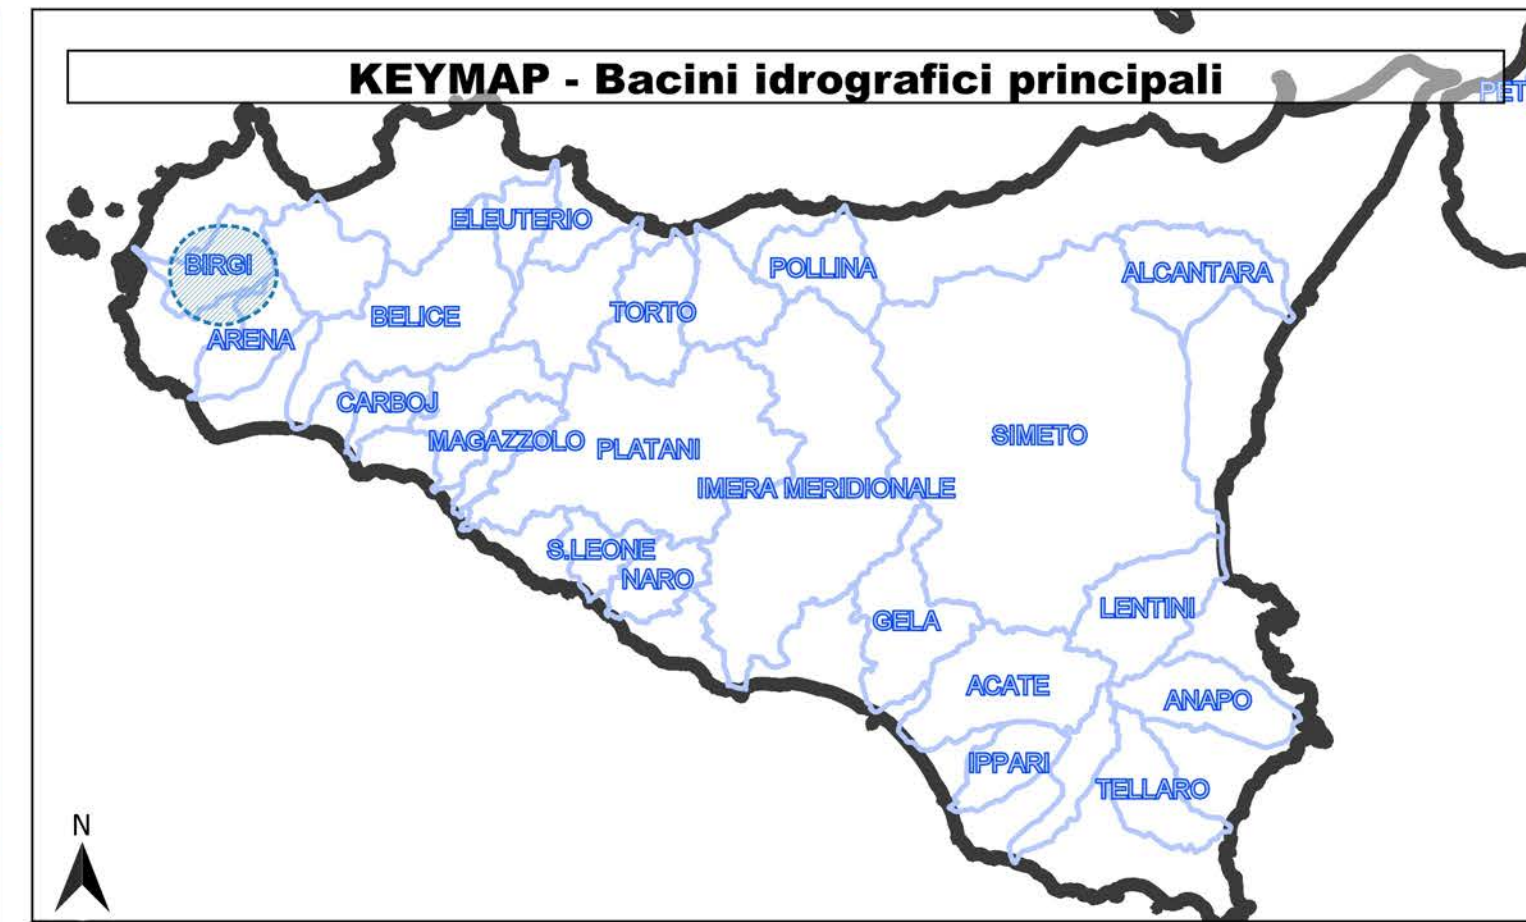 KEYMAP - Bacini idrografici principali
PET
ELEUTERIO
BIRGI
POLLINA
ALCANTARA
BELICE
TORTO
ARENA
CARBOJ
MAGAZZOLO
PLATANI
SIMETO
IMERA MERIDIONALE
S.LEONE
NARO
GELA
LENTINI
ACATE
ANAPO
IPPARI
TELLARO
N